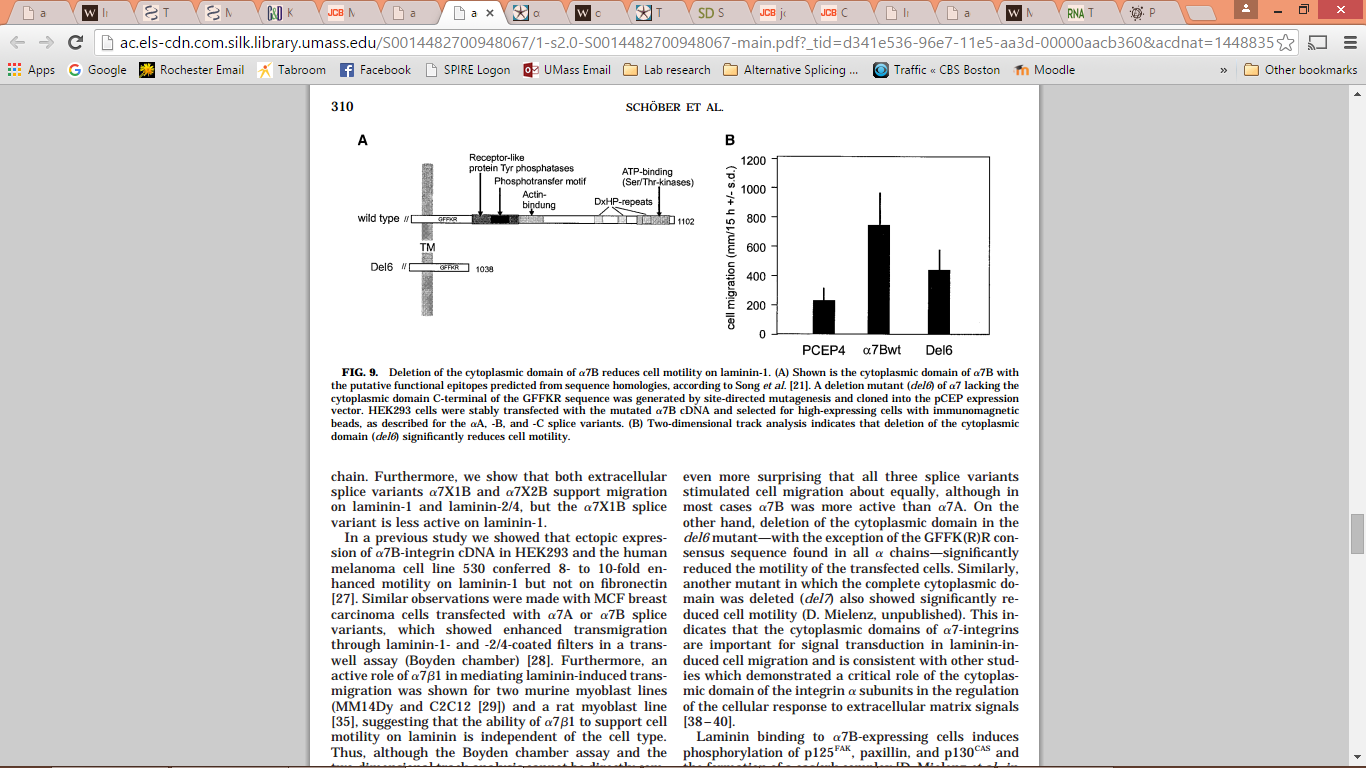 a
W
T
K
a
a
α
W c
T
SD S
JCB
JCB C
a
W
RNA T
P
ac.els-cdn.com.silk.library.umass.edu/S0014482700948067/1-s2.0-S0014482700948067-main.pdf?_tid=d341e536-96e7-11e5-aa3d-00000aacb360&acdnat=1448835
Apps Google Rochester Email Tabroom Facebook SPIRE Logon UMass Email Lab research Alternative Splicing ... Traffic « CBS Boston Moodle » Other bookmarks
310 SCHÖBER ET AL.
A
Receptor-like
protein Tyr phosphatases
Phosphotransfer motif
Actin-
bindung
DxHP-repeats
ATP-binding
(Ser/Thr-kinases)
wild type // GFFKR 1102
TM
Del6 // GFFKR 1038
B
cell migration (mm/15 h +/- s.d.)
1200
1000
800
600
400
200
0
PCEP4 α7Bwt Del6
FIG. 9. Deletion of the cytoplasmic domain of α7B reduces cell motility on laminin-1. (A) Shown is the cytoplasmic domain of α7B with
the putative functional epitopes predicted from sequence homologies, according to Song et al. [21]. A deletion mutant (del6) of α7 lacking the
cytoplasmic domain C-terminal of the GFFKR sequence was generated by site-directed mutagenesis and cloned into the pCEP expression
vector. HEK293 cells were stably transfected with the mutated α7B cDNA and selected for high-expressing cells with immunomagnetic
beads, as described for the αA, -B, and -C splice variants. (B) Two-dimensional track analysis indicates that deletion of the cytoplasmic
domain (del6) significantly reduces cell motility.
chain. Furthermore, we show that both extracellular
splice variants α7X1B and α7X2B support migration
on laminin-1 and laminin-2/4, but the α7X1B splice
variant is less active on laminin-1.
In a previous study we showed that ectopic expres-
sion of α7B-integrin cDNA in HEK293 and the human
melanoma cell line 530 conferred 8- to 10-fold en-
hanced motility on laminin-1 but not on fibronectin
[27]. Similar observations were made with MCF breast
carcinoma cells transfected with α7A or α7B splice
variants, which showed enhanced transmigration
through laminin-1- and -2/4-coated filters in a trans-
well assay (Boyden chamber) [28]. Furthermore, an
active role of α7β1 in mediating laminin-induced trans-
migration was shown for two murine myoblast lines
(MM14Dy and C2C12 [29]) and a rat myoblast line
[35], suggesting that the ability of α7β1 to support cell
motility on laminin is independent of the cell type.
Thus, although the Boyden chamber assay and the
even more surprising that all three splice variants
stimulated cell migration about equally, although in
most cases α7B was more active than α7A. On the
other hand, deletion of the cytoplasmic domain in the
del6 mutant—with the exception of the GFFK(R)R con-
sensus sequence found in all α chains—significantly
reduced the motility of the transfected cells. Similarly,
another mutant in which the complete cytoplasmic do-
main was deleted (del7) also showed significantly re-
duced cell motility (D. Mielenz, unpublished). This in-
dicates that the cytoplasmic domains of α7-integrins
are important for signal transduction in laminin-in-
duced cell migration and is consistent with other stud-
ies which demonstrated a critical role of the cytoplas-
mic domain of the integrin α subunits in the regulation
of the cellular response to extracellular matrix signals
[38–40].
Laminin binding to α7B-expressing cells induces
phosphorylation of p125FAK, paxillin, and p130CAS and